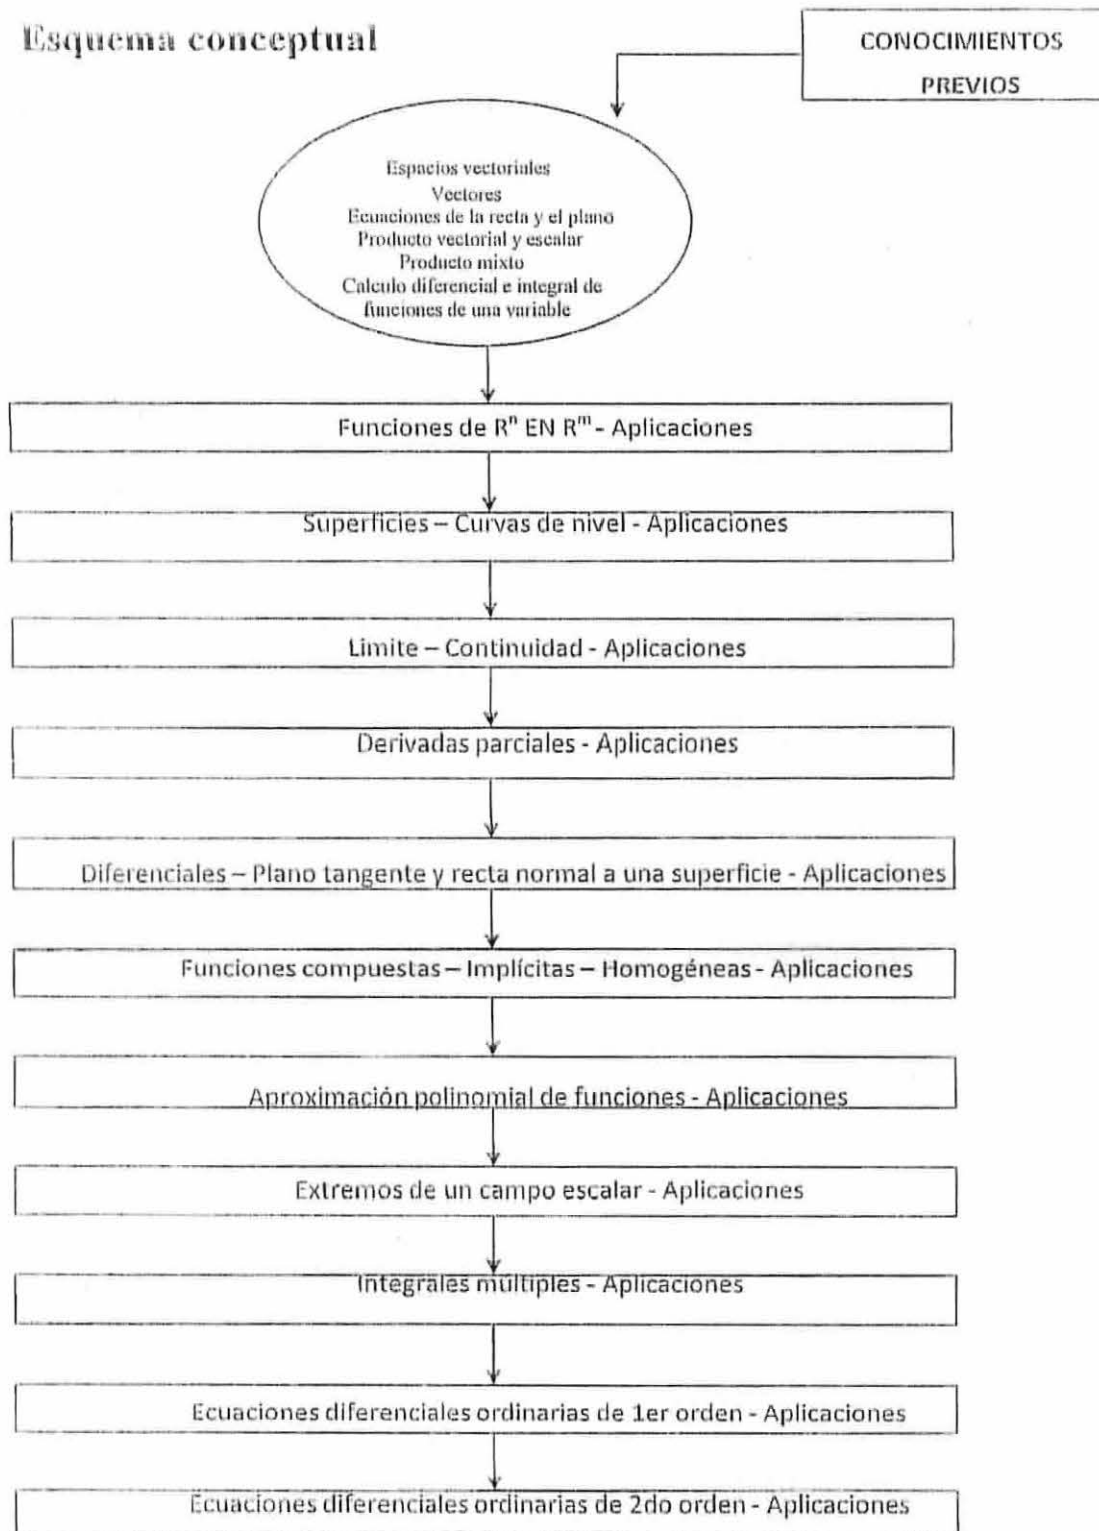 Esquema conceptual
CONOCIMIENTOS
PREVIOS
Espacios vectoriales
Vectores
Ecuaciones de la recta y el plano
Producto vectorial y escalar
Producto mixto
Calculo diferencial e integral de
funciones de una variable
Funciones de Rⁿ EN Rᵐ - Aplicaciones
Superficies – Curvas de nivel - Aplicaciones
Limite – Continuidad - Aplicaciones
Derivadas parciales - Aplicaciones
Diferenciales – Plano tangente y recta normal a una superficie - Aplicaciones
Funciones compuestas – Implícitas – Homogéneas - Aplicaciones
Aproximación polinomial de funciones - Aplicaciones
Extremos de un campo escalar - Aplicaciones
Integrales múltiples - Aplicaciones
Ecuaciones diferenciales ordinarias de 1er orden - Aplicaciones
Ecuaciones diferenciales ordinarias de 2do orden - Aplicaciones